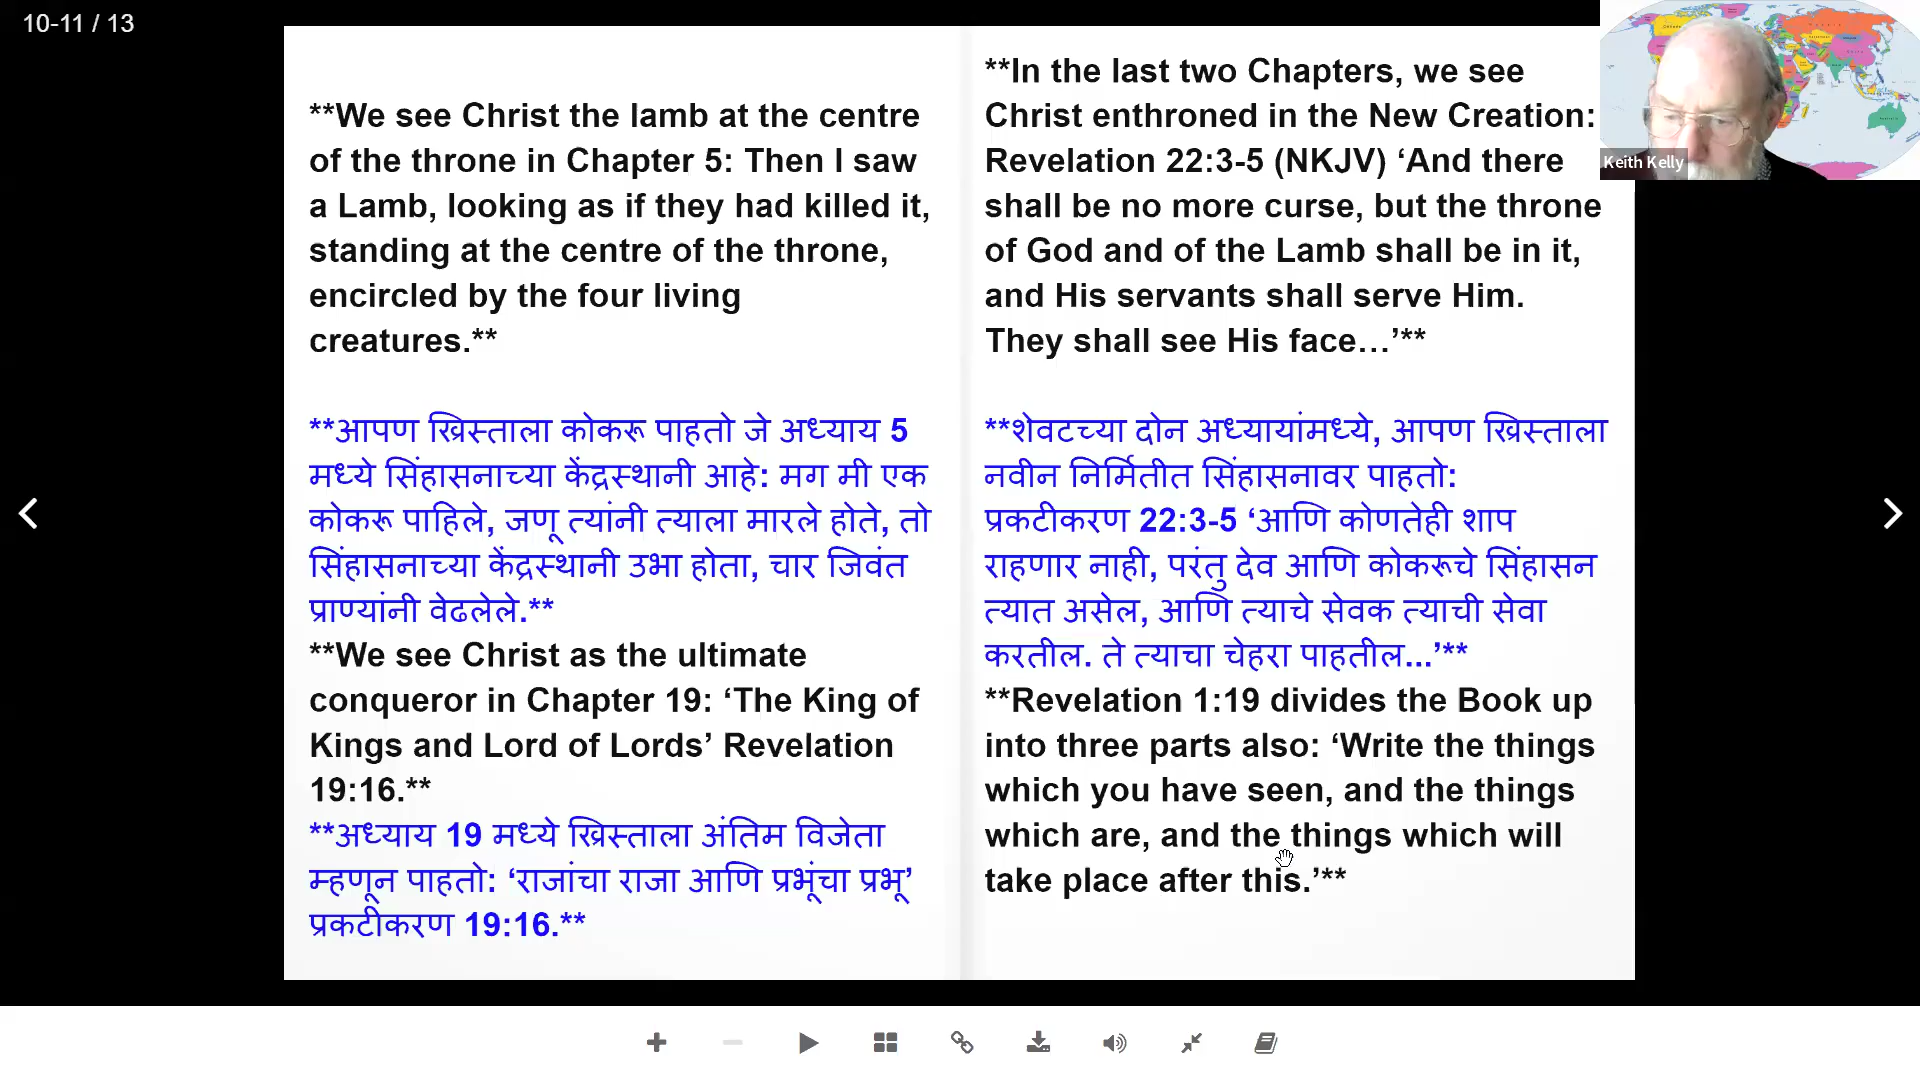 10-11 / 13
**We see Christ the lamb at the centre
of the throne in Chapter 5: Then I saw
a Lamb, looking as if they had killed it,
standing at the centre of the throne,
encircled by the four living
creatures.**
**आपण ख्रिस्ताला कोकरू पाहतो जे अध्याय 5
मध्ये सिंहासनाच्या केंद्रस्थानी आहे: मग मी एक
कोकरू पाहिले, जणू त्यांनी त्याला मारले होते, तो
सिंहासनाच्या केंद्रस्थानी उभा होता, चार जिवंत
प्राण्यांनी वेढलेले.**
**We see Christ as the ultimate
conqueror in Chapter 19: ‘The King of
Kings and Lord of Lords’ Revelation
19:16.**
**अध्याय 19 मध्ये ख्रिस्ताला अंतिम विजेता
म्हणून पाहतो: ‘राजांचा राजा आणि प्रभूंचा प्रभू’
प्रकटीकरण 19:16.**
**In the last two Chapters, we see
Christ enthroned in the New Creation:
Revelation 22:3-5 (NKJV) ‘And there
shall be no more curse, but the throne
of God and of the Lamb shall be in it,
and His servants shall serve Him.
They shall see His face…’**
**शेवटच्या दोन अध्यायांमध्ये, आपण ख्रिस्ताला
नवीन निर्मितीत सिंहासनावर पाहतो:
प्रकटीकरण 22:3-5 ‘आणि कोणतेही शाप
राहणार नाही, परंतु देव आणि कोकरूचे सिंहासन
त्यात असेल, आणि त्याचे सेवक त्याची सेवा
करतील. ते त्याचा चेहरा पाहतील...’**
**Revelation 1:19 divides the Book up
into three parts also: ‘Write the things
which you have seen, and the things
which are, and the things which will
take place after this.’**
Keith Kelly